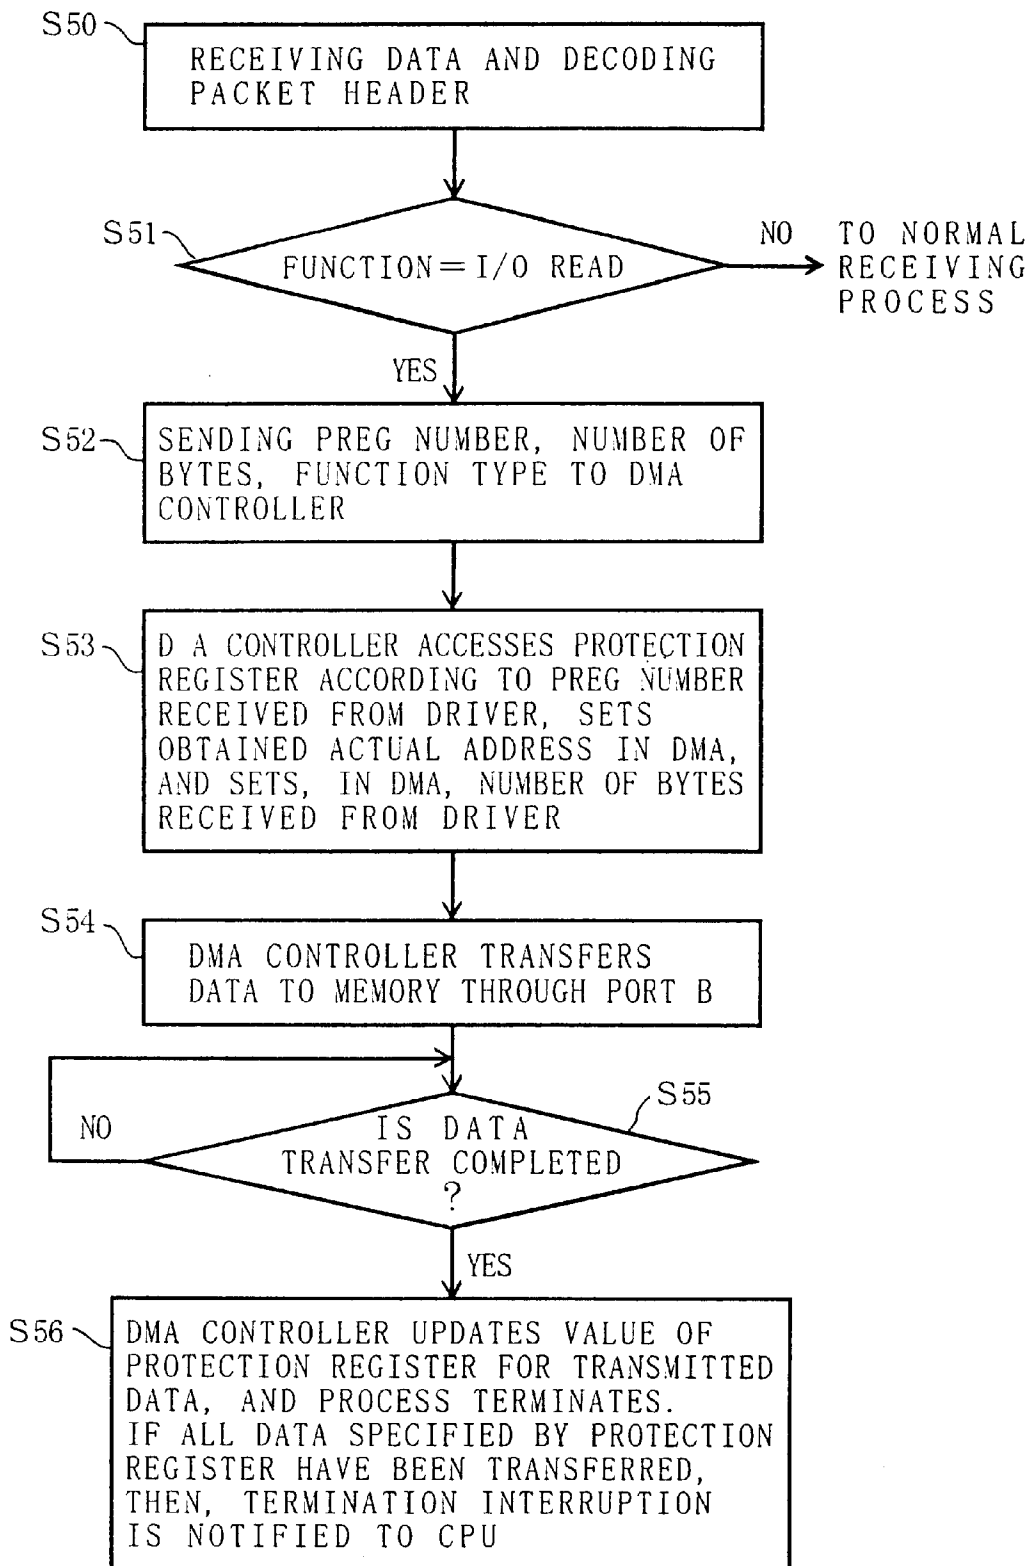 S50
RECEIVING DATA AND DECODING
PACKET HEADER
S51
FUNCTION=I/O READ
NO
TO NORMAL
RECEIVING
PROCESS
YES
S52
SENDING PREG NUMBER, NUMBER OF
BYTES, FUNCTION TYPE TO DMA
CONTROLLER
S53
D A CONTROLLER ACCESSES PROTECTION
REGISTER ACCORDING TO PREG NUMBER
RECEIVED FROM DRIVER, SETS
OBTAINED ACTUAL ADDRESS IN DMA,
AND SETS, IN DMA, NUMBER OF BYTES
RECEIVED FROM DRIVER
S54
DMA CONTROLLER TRANSFERS
DATA TO MEMORY THROUGH PORT B
S55
NO
IS DATA
TRANSFER COMPLETED
?
YES
S56
DMA CONTROLLER UPDATES VALUE OF
PROTECTION REGISTER FOR TRANSMITTED
DATA, AND PROCESS TERMINATES.
IF ALL DATA SPECIFIED BY PROTECTION
REGISTER HAVE BEEN TRANSFERRED,
THEN, TERMINATION INTERRUPTION
IS NOTIFIED TO CPU